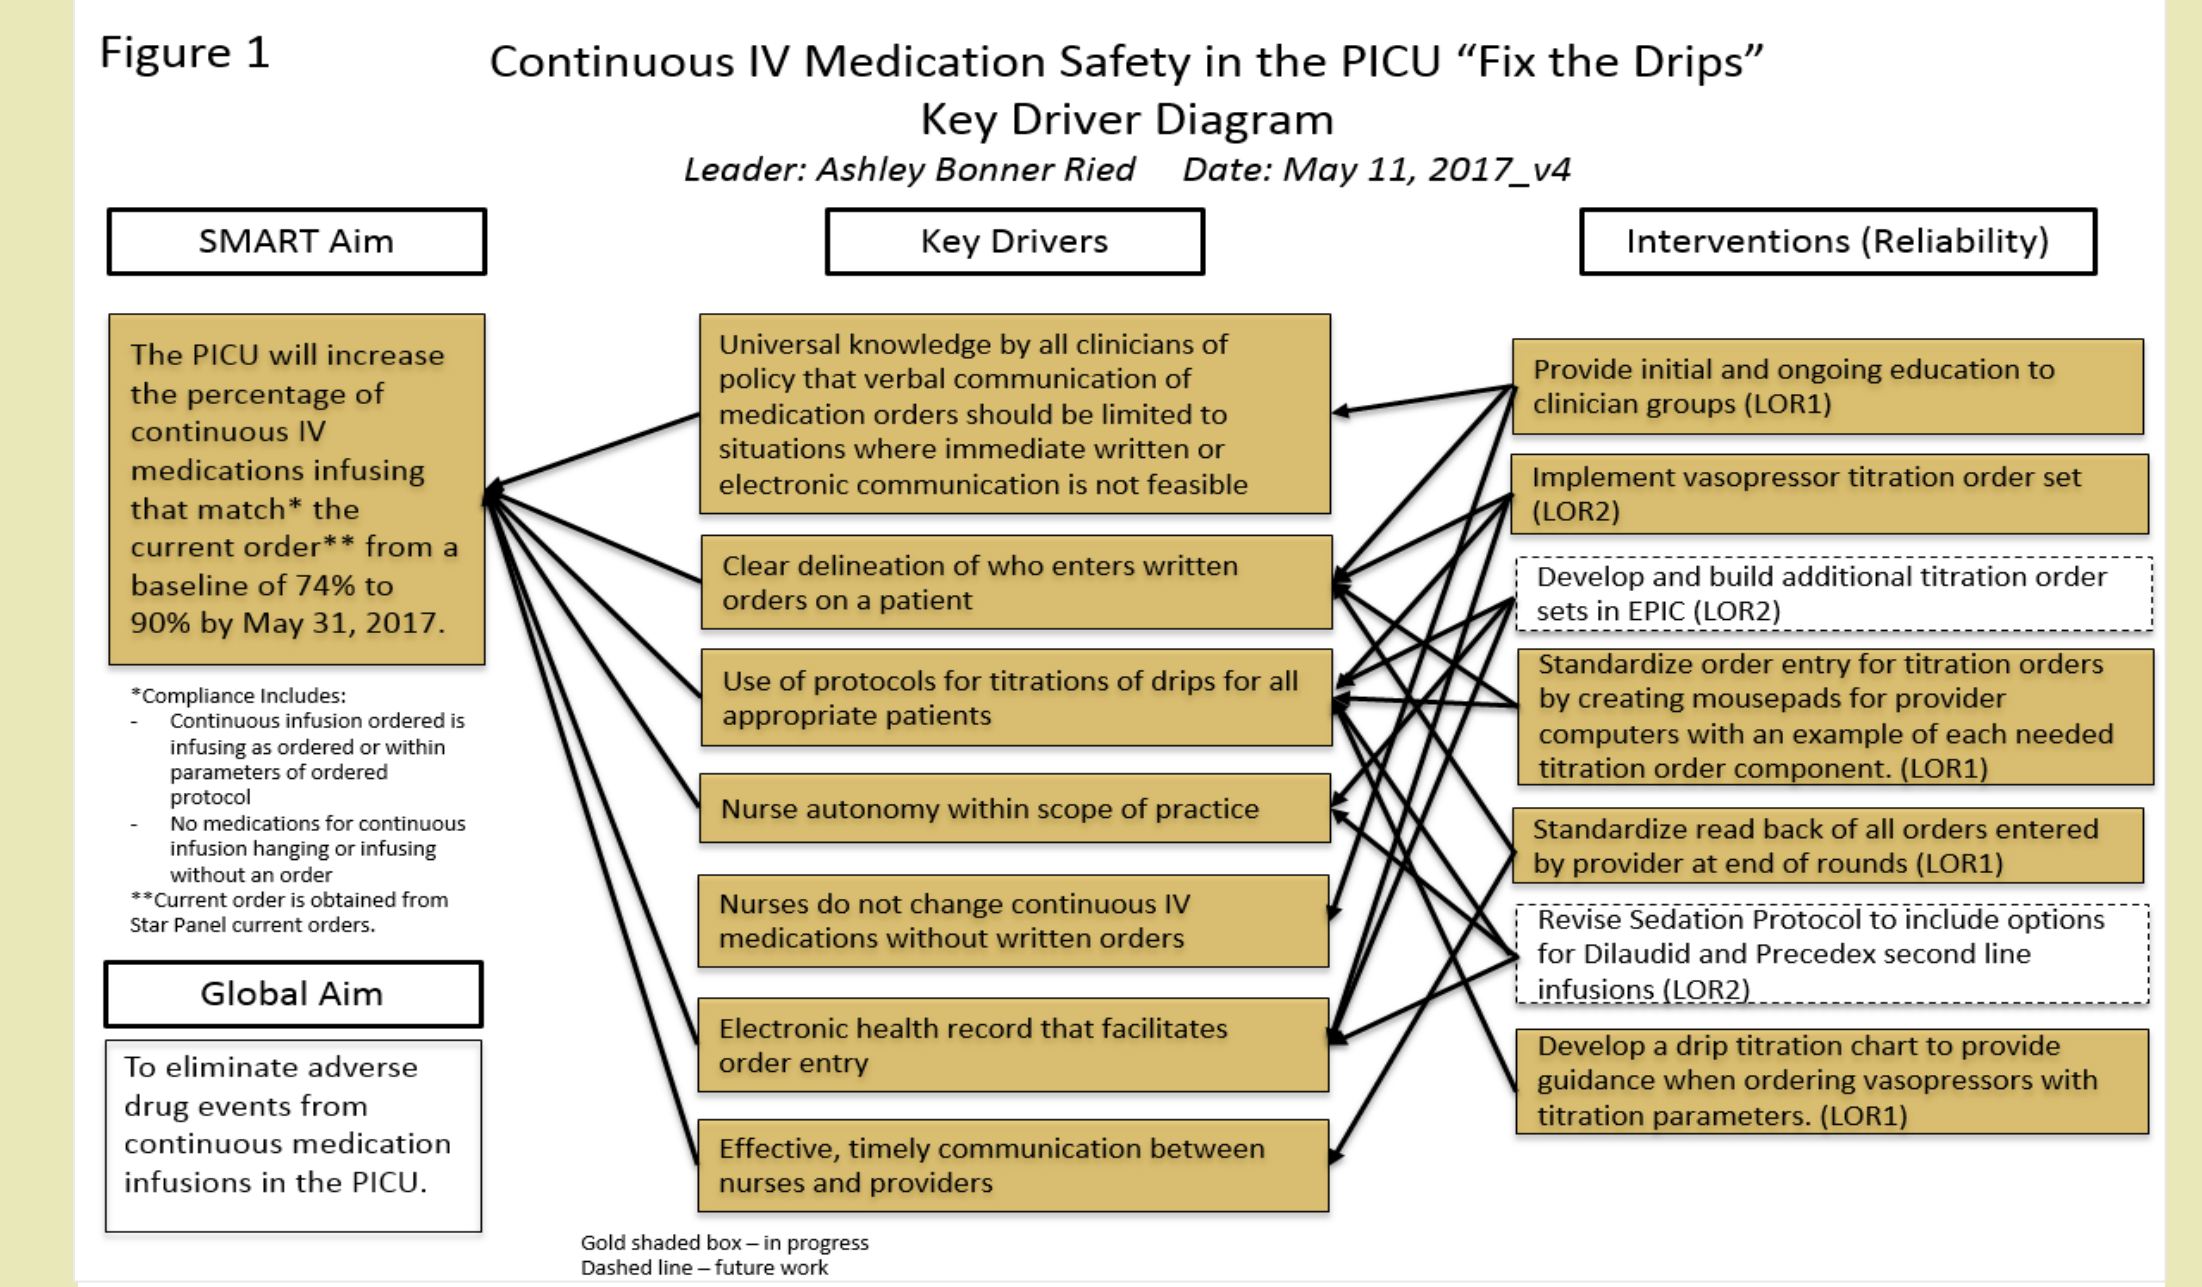 Figure 1
Continuous IV Medication Safety in the PICU “Fix the Drips”
Key Driver Diagram
Leader: Ashley Bonner Ried Date: May 11, 2017_v4
SMART Aim
The PICU will increase
the percentage of
continuous IV
medications infusing
that match* the
current order** from a
baseline of 74% to
90% by May 31, 2017.
*Compliance Includes:
- Continuous infusion ordered is
infusing as ordered or within
parameters of ordered
protocol
- No medications for continuous
infusion hanging or infusing
without an order
**Current order is obtained from
Star Panel current orders.
Global Aim
To eliminate adverse
drug events from
continuous medication
infusions in the PICU.
Key Drivers
Universal knowledge by all clinicians of
policy that verbal communication of
medication orders should be limited to
situations where immediate written or
electronic communication is not feasible
Clear delineation of who enters written
orders on a patient
Use of protocols for titrations of drips for all
appropriate patients
Nurse autonomy within scope of practice
Nurses do not change continuous IV
medications without written orders
Electronic health record that facilitates
order entry
Effective, timely communication between
nurses and providers
Interventions (Reliability)
Provide initial and ongoing education to
clinician groups (LOR1)
Implement vasopressor titration order set
(LOR2)
Develop and build additional titration order
sets in EPIC (LOR2)
Standardize order entry for titration orders
by creating mousepads for provider
computers with an example of each needed
titration order component. (LOR1)
Standardize read back of all orders entered
by provider at end of rounds (LOR1)
Revise Sedation Protocol to include options
for Dilaudid and Precedex second line
infusions (LOR2)
Develop a drip titration chart to provide
guidance when ordering vasopressors with
titration parameters. (LOR1)
Gold shaded box – in progress
Dashed line – future work